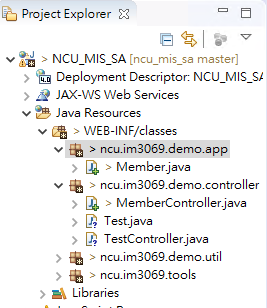 Project Explorer
> NCU_MIS_SA [ncu_mis_sa master]
Deployment Descriptor: NCU_MIS_SA
JAX-WS Web Services
> Java Resources
> WEB-INF/classes
> ncu.im3069.demo.app
> Member.java
> ncu.im3069.demo.controller
> MemberController.java
Test.java
TestController.java
> ncu.im3069.demo.util
> ncu.im3069.tools
Libraries